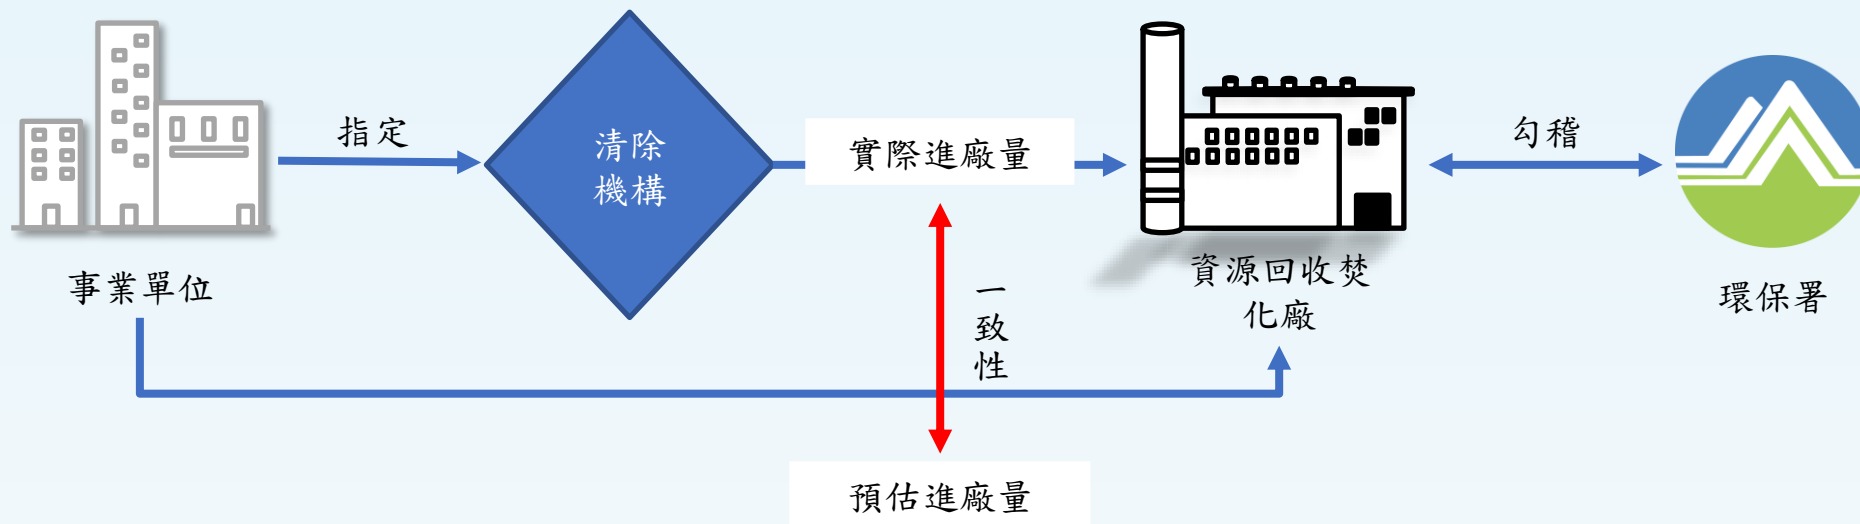 指定
清除
機構
實際進廠量
勾稽
事業單位
一
致
性
資源回收焚
化廠
環保署
預估進廠量